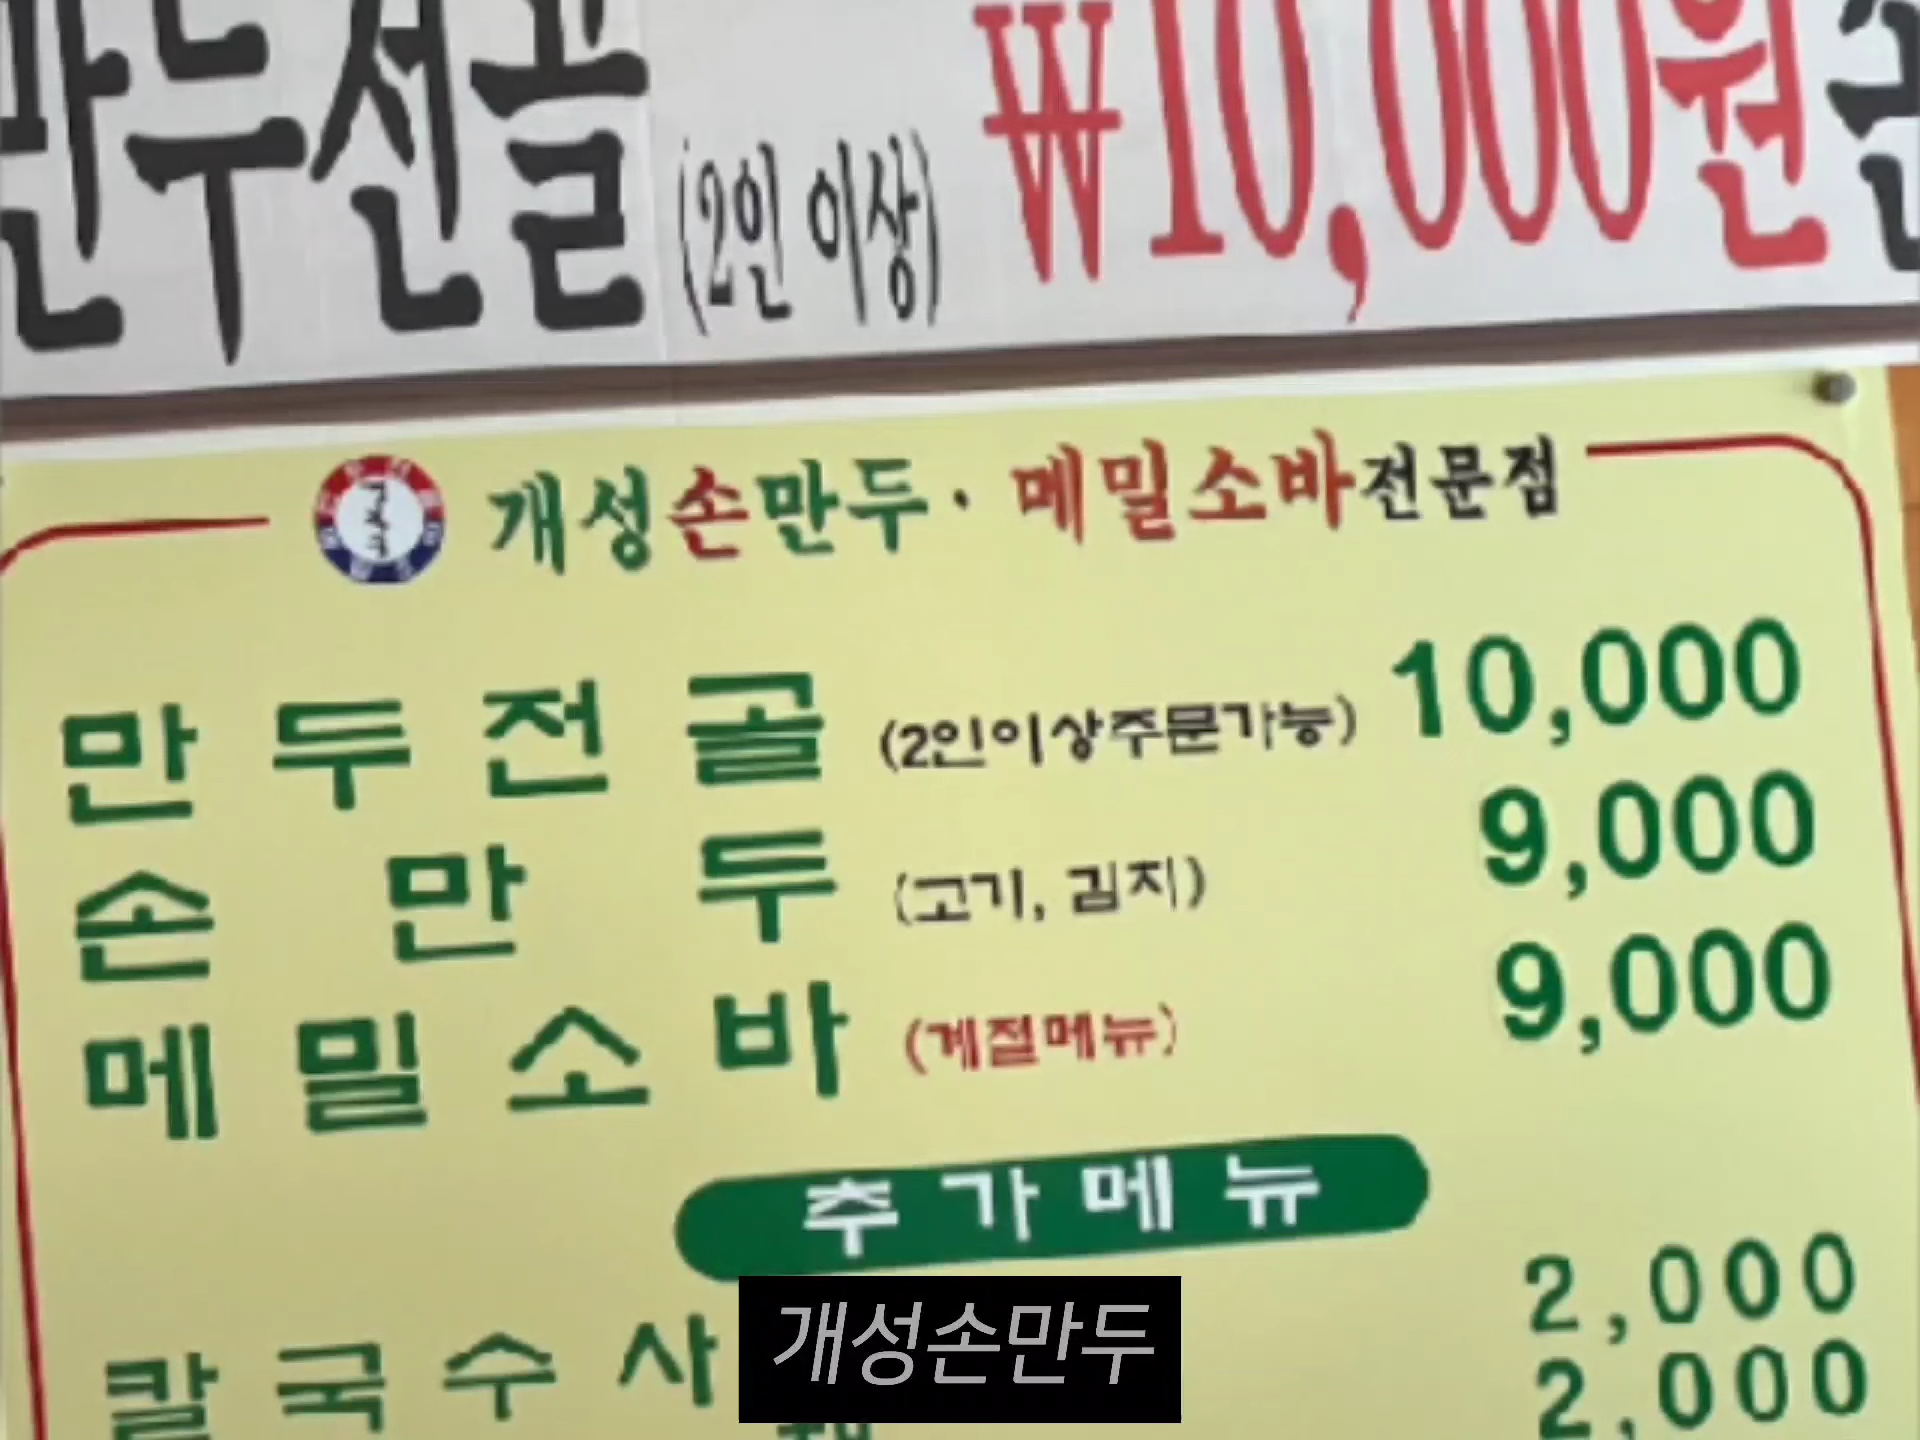 만두전골 (2인 이상) ₩10,000원
개성손만두 · 메밀소바전문점
만두전골 (2인이상주문가능) 10,000
손만두 (고기, 김치) 9,000
메밀소바 (계절메뉴) 9,000
추가메뉴
칼국수사 2,000
2,000
개성손만두